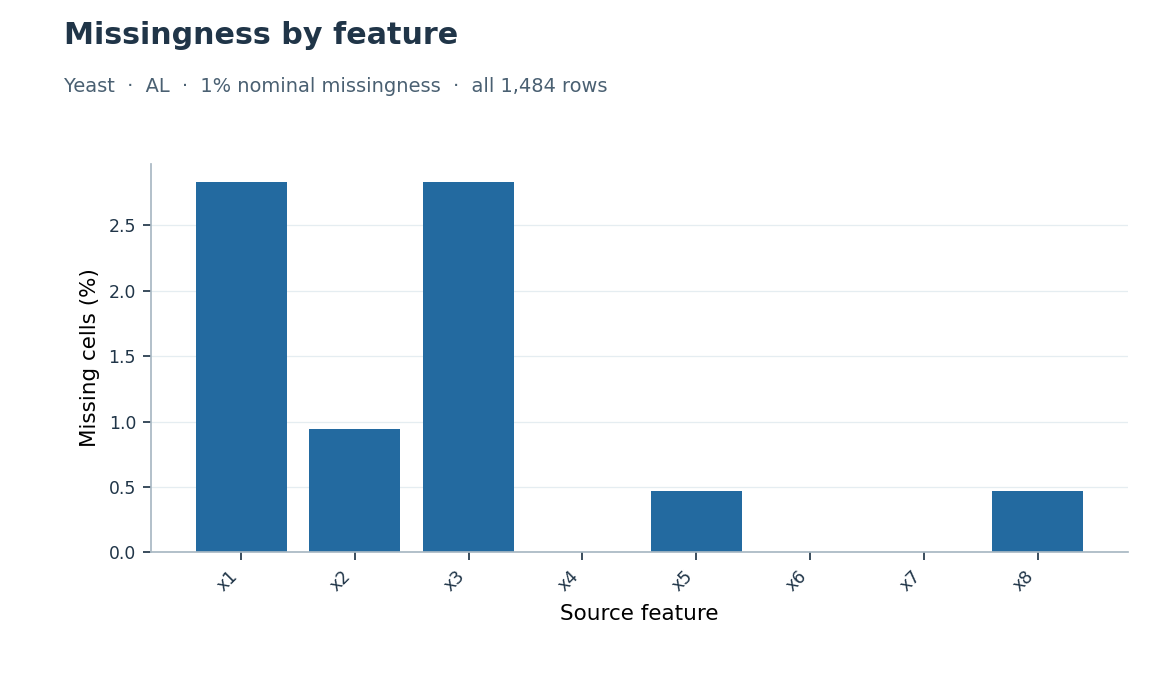 Missingness by feature
Yeast · AL · 1% nominal missingness · all 1,484 rows
Missing cells (%)
2.5
2.0
1.5
1.0
0.5
0.0
x1 x2 x3 x4 x5 x6 x7 x8
Source feature